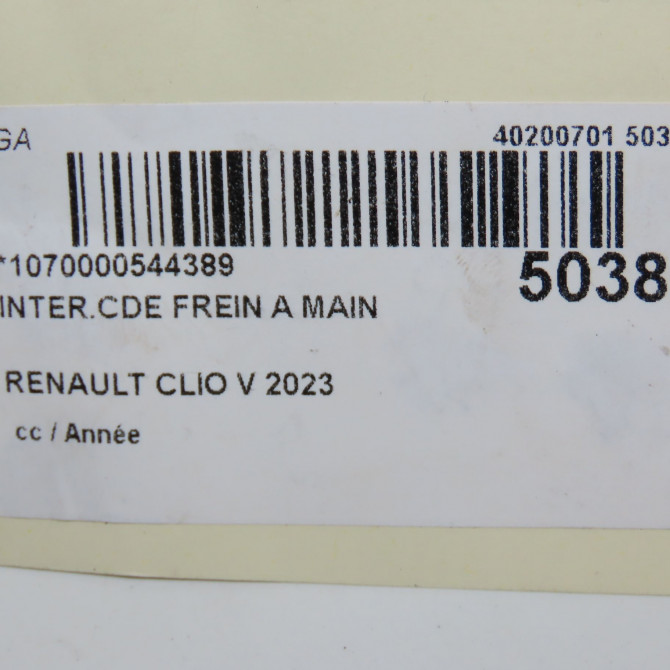 GA
40200701 503
*1070000544389
5038
INTER.CDE FREIN A MAIN
RENAULT CLIO V 2023
cc / Année